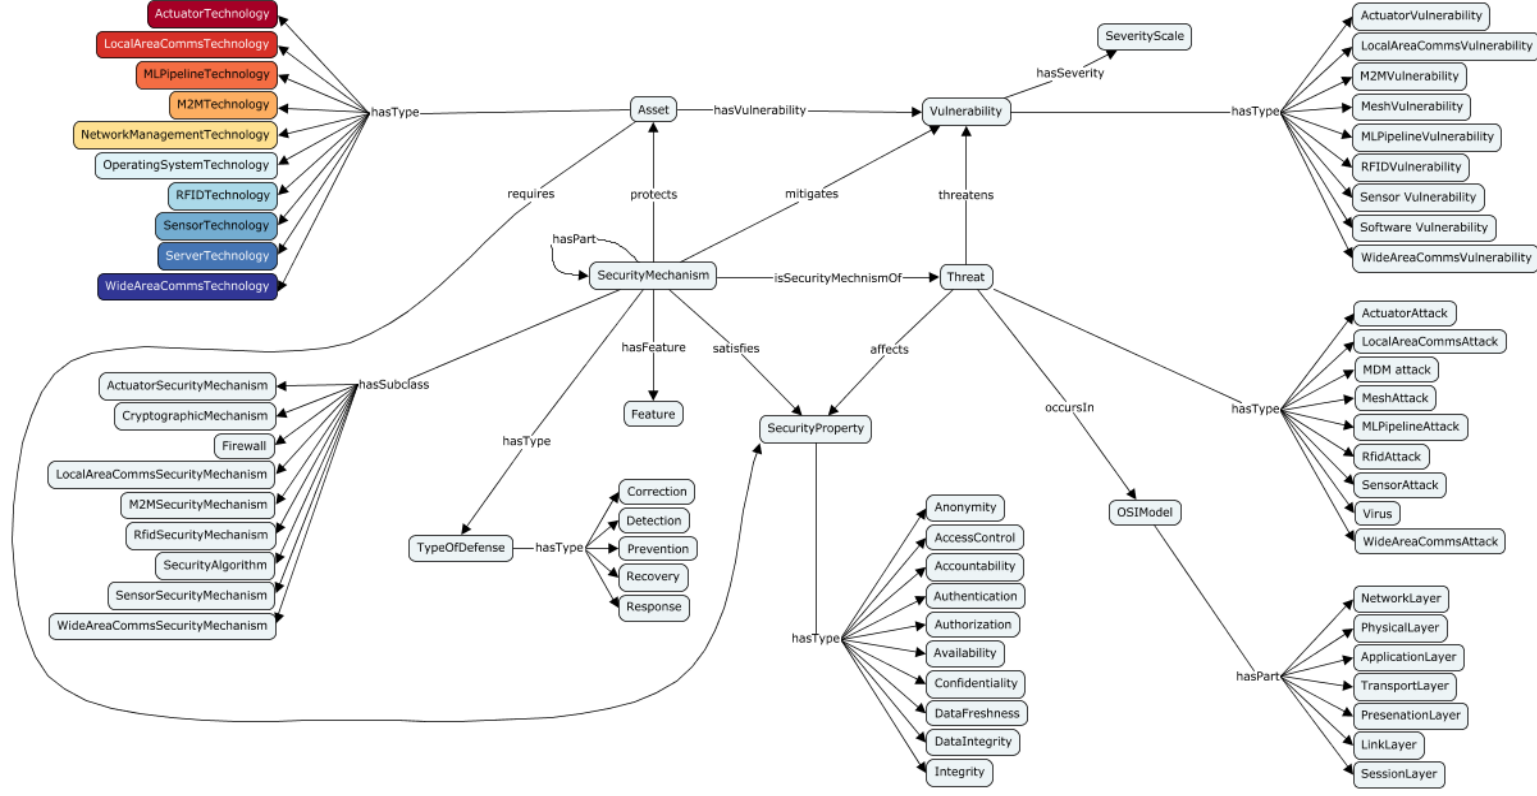 ActuatorTechnology
LocalAreaCommsTechnology
MLPipelineTechnology
M2MTechnology
NetworkManagementTechnology
OperatingSystemTechnology
RFIDTechnology
SensorTechnology
ServerTechnology
WideAreaCommsTechnology
hasType
Asset
hasVulnerability
Vulnerability
hasSeverity
SeverityScale
hasType
ActuatorVulnerability
LocalAreaCommsVulnerability
M2MVulnerability
MeshVulnerability
MLPipelineVulnerability
RFIDVulnerability
Sensor Vulnerability
Software Vulnerability
WideAreaCommsVulnerability
requires
protects
mitigates
threatens
hasPart
SecurityMechanism
isSecurityMechnismOf
Threat
hasSubclass
hasFeature
satisfies
affects
occursIn
hasType
ActuatorAttack
LocalAreaCommsAttack
MDM attack
MeshAttack
MLPipelineAttack
RfidAttack
SensorAttack
Virus
WideAreaCommsAttack
ActuatorSecurityMechanism
CryptographicMechanism
Firewall
LocalAreaCommsSecurityMechanism
M2MSecurityMechanism
RfidSecurityMechanism
SecurityAlgorithm
SensorSecurityMechanism
WideAreaCommsSecurityMechanism
Feature
SecurityProperty
hasType
TypeOfDefense
hasType
Correction
Detection
Prevention
Recovery
Response
hasType
Anonymity
AccessControl
Accountability
Authentication
Authorization
Availability
Confidentiality
DataFreshness
DataIntegrity
Integrity
OSIModel
hasPart
NetworkLayer
PhysicalLayer
ApplicationLayer
TransportLayer
PresenationLayer
LinkLayer
SessionLayer